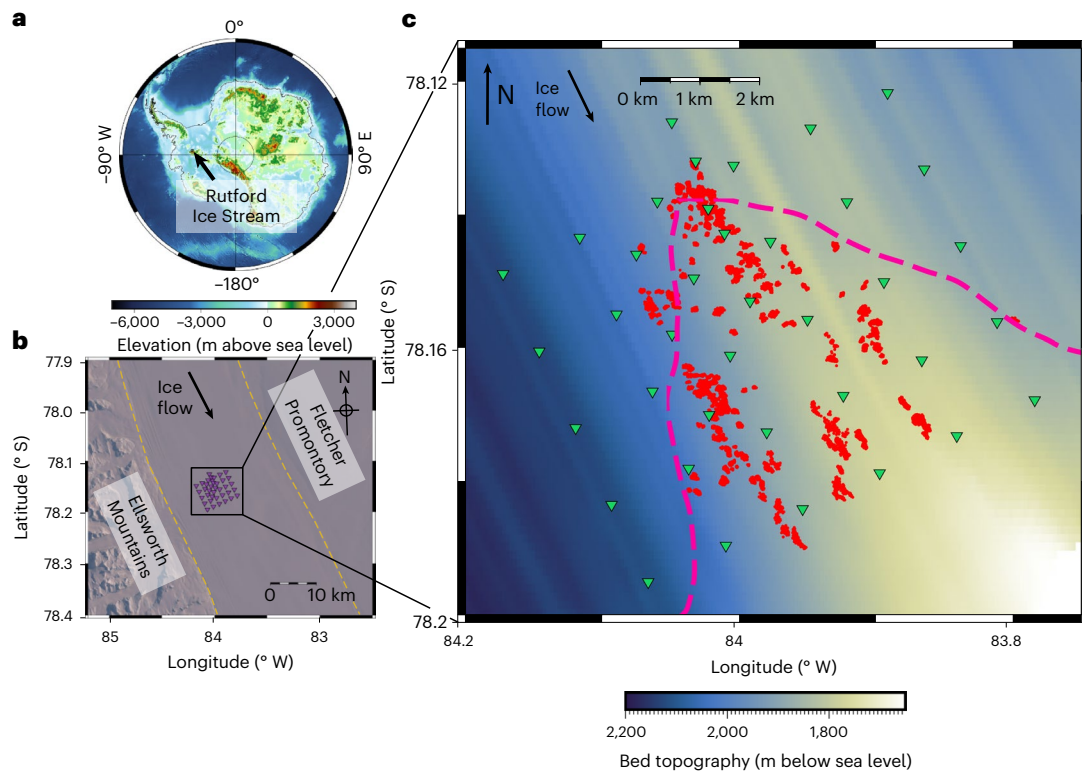 a
0°
–90° W
90° E
Rutford
Ice Stream
–180°
–6,000
–3,000
0
3,000
Elevation (m above sea level)
b
77.9
78.0
78.1
78.2
78.3
78.4
Latitude (° S)
Ice
flow
N
Fletcher
Promontory
Ellsworth
Mountains
0
10 km
85
84
83
Longitude (° W)
c
78.12
78.16
78.2
Latitude (° S)
N
Ice
flow
0 km
1 km
2 km
84.2
84
83.8
Longitude (° W)
2,200
2,000
1,800
Bed topography (m below sea level)